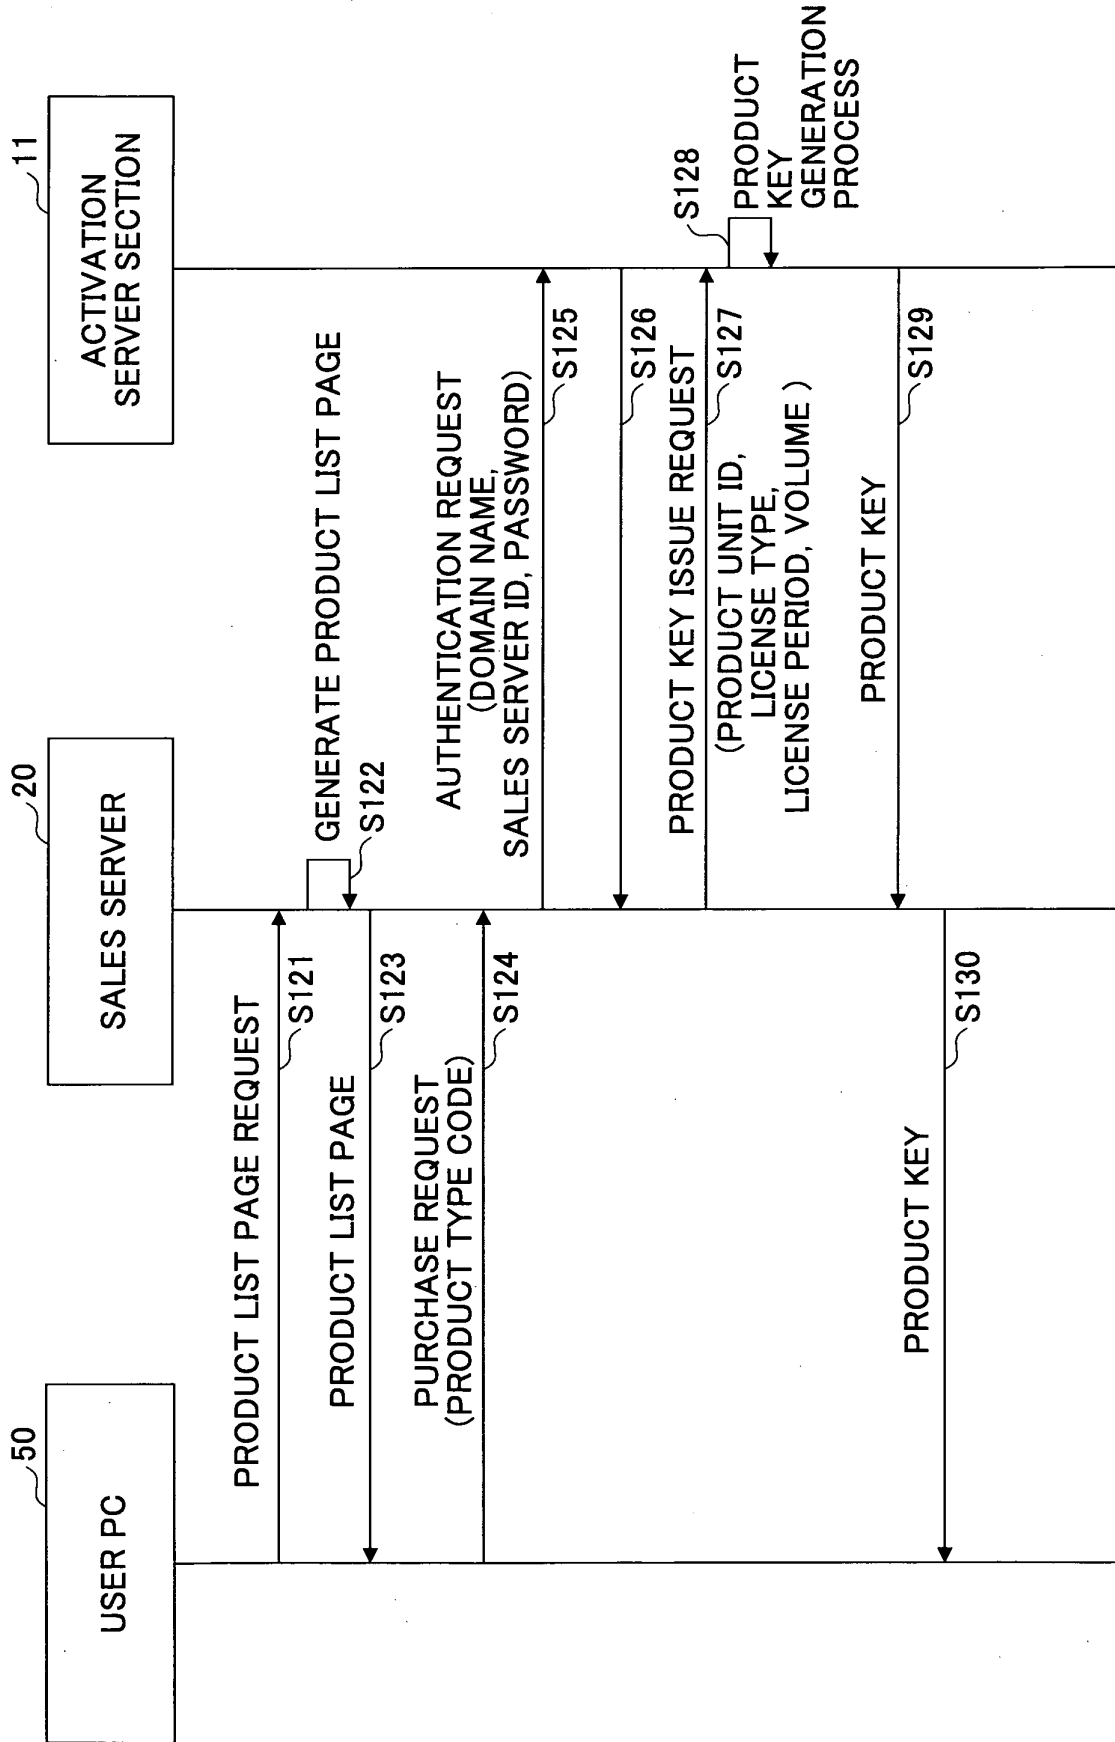 50
USER PC
20
SALES SERVER
11
ACTIVATION
SERVER SECTION
PRODUCT LIST PAGE REQUEST
S121
GENERATE PRODUCT LIST PAGE
S122
PRODUCT LIST PAGE
S123
PURCHASE REQUEST
(PRODUCT TYPE CODE)
S124
AUTHENTICATION REQUEST
(DOMAIN NAME,
SALES SERVER ID, PASSWORD)
S125
S126
PRODUCT KEY ISSUE REQUEST
S127
(PRODUCT UNIT ID,
LICENSE TYPE,
LICENSE PERIOD, VOLUME )
S128
PRODUCT
KEY
GENERATION
PROCESS
PRODUCT KEY
S129
PRODUCT KEY
S130